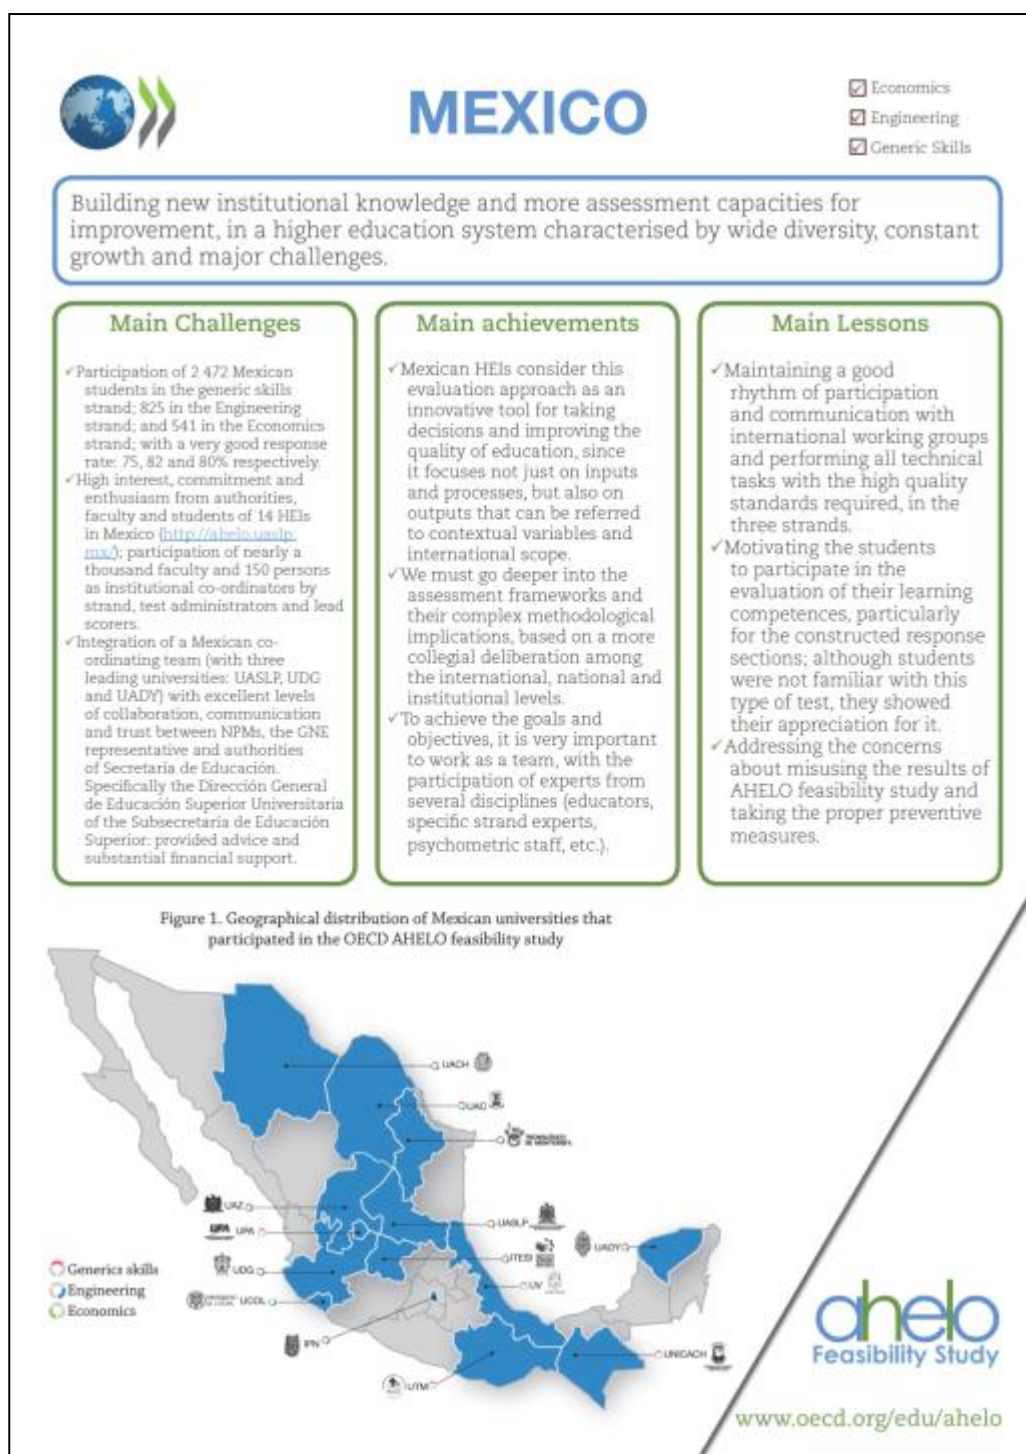 MEXICO
Economics
Engineering
Generic Skills
Building new institutional knowledge and more assessment capacities for
improvement, in a higher education system characterised by wide diversity, constant
growth and major challenges.
Main Challenges
Participation of 2 472 Mexican
students in the generic skills
strand; 825 in the Engineering
strand; and 541 in the Economics
strand; with a very good response
rate: 75, 82 and 80% respectively.
High interest, commitment and
enthusiasm from authorities,
faculty and students of 14 HEIs
in Mexico (http://ahelo.uaslp.
mx/); participation of nearly a
thousand faculty and 150 persons
as institutional co-ordinators by
strand, test administrators and lead
scorers.
Integration of a Mexican co-
ordinating team (with three
leading universities: UASLP, UDG
and UADY) with excellent levels
of collaboration, communication
and trust between NPMs, the GNE
representative and authorities
of Secretaría de Educación.
Specifically the Dirección General
de Educación Superior Universitaria
of the Subsecretaría de Educación
Superior: provided advice and
substantial financial support.
Main achievements
Mexican HEIs consider this
evaluation approach as an
innovative tool for taking
decisions and improving the
quality of education, since
it focuses not just on inputs
and processes, but also on
outputs that can be referred
to contextual variables and
international scope.
We must go deeper into the
assessment frameworks and
their complex methodological
implications, based on a more
collegial deliberation among
the international, national and
institutional levels.
To achieve the goals and
objectives, it is very important
to work as a team, with the
participation of experts from
several disciplines (educators,
specific strand experts,
psychometric staff, etc.).
Main Lessons
Maintaining a good
rhythm of participation
and communication with
international working groups
and performing all technical
tasks with the high quality
standards required, in the
three strands.
Motivating the students
to participate in the
evaluation of their learning
competences, particularly
for the constructed response
sections; although students
were not familiar with this
type of test, they showed
their appreciation for it.
Addressing the concerns
about misusing the results of
AHELO feasibility study and
taking the proper preventive
measures.
Figure 1. Geographical distribution of Mexican universities that
participated in the OECD AHELO feasibility study
UACH
UAC
TECNOLÓGICO
DE MONTERREY
UAZ
UPA UPA
UASLP
UADY
UDG
ITESI
UV
UCOL
IPN
UNICACH
UTM
Generics skills
Engineering
Economics
ahelo
Feasibility Study
www.oecd.org/edu/ahelo